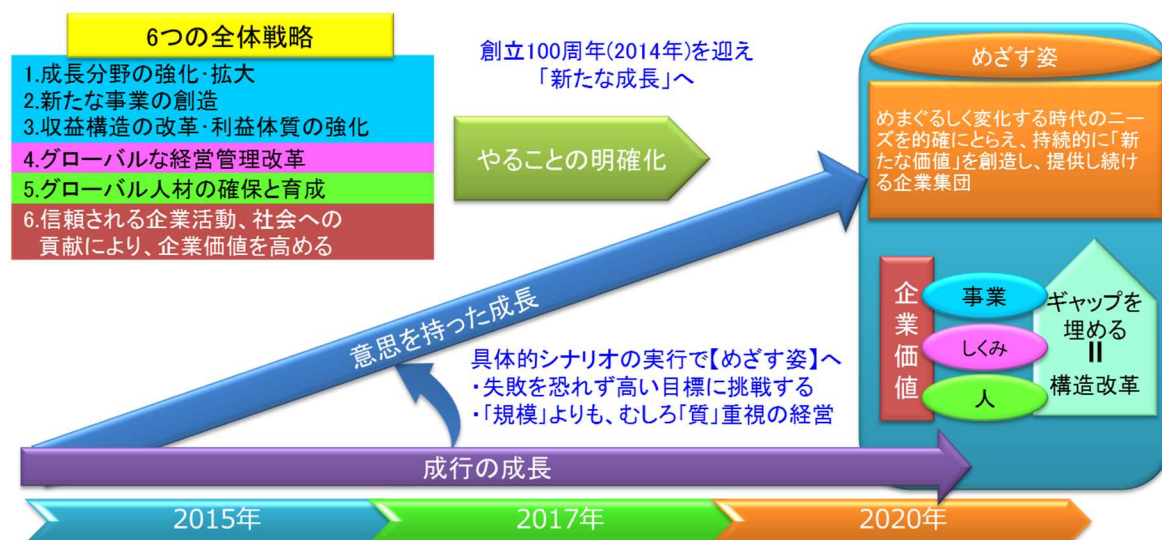 6つの全体戦略
1.成長分野の強化・拡大
2.新たな事業の創造
3.収益構造の改革・利益体質の強化
4.グローバルな経営管理改革
5.グローバル人材の確保と育成
6.信頼される企業活動、社会への
貢献により、企業価値を高める
創立100周年(2014年)を迎え
「新たな成長」へ
やることの明確化
めざす姿
めまぐるしく変化する時代のニー
ズを的確にとらえ、持続的に「新
たな価値」を創造し、提供し続け
る企業集団
企業価値
事業
しくみ
人
ギャップを
埋める
=
構造改革
意思を持った成長
具体的シナリオの実行で【めざす姿】へ
・失敗を恐れず高い目標に挑戦する
・「規模」よりも、むしろ「質」重視の経営
成行の成長
2015年
2017年
2020年